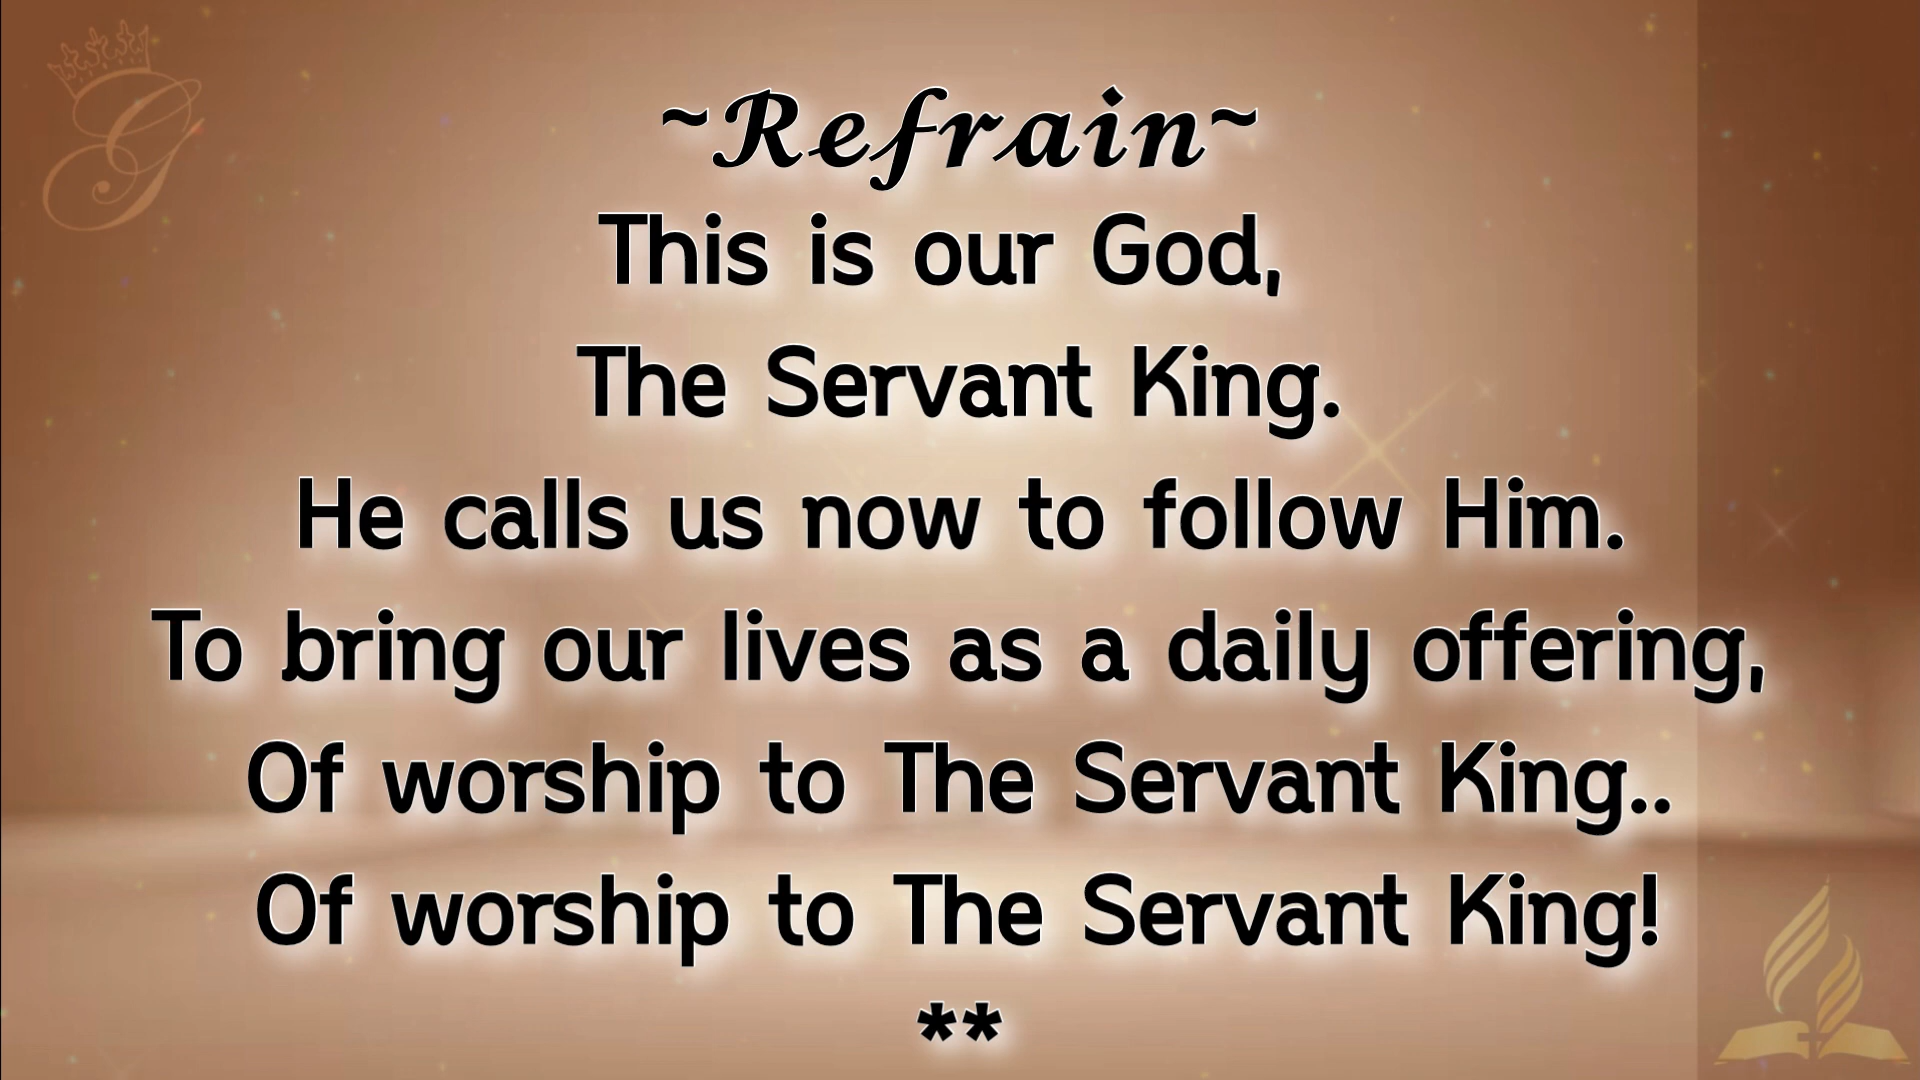 ~Refrain~
This is our God,
The Servant King.
He calls us now to follow Him.
To bring our lives as a daily offering,
Of worship to The Servant King..
Of worship to The Servant King!
**
G